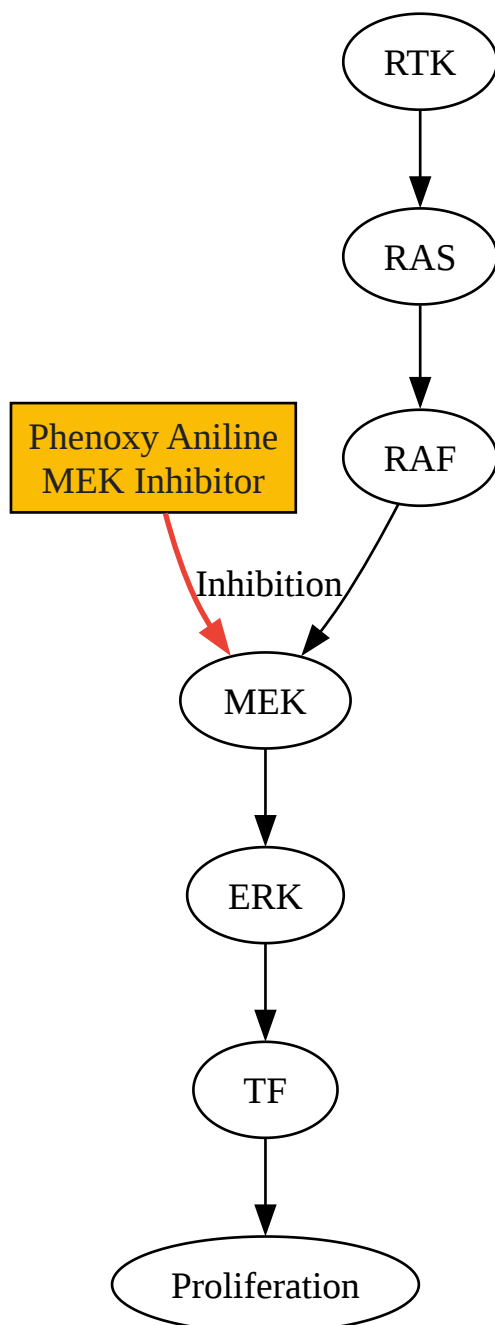 RTK
RAS
Phenoxy Aniline
MEK Inhibitor
RAF
Inhibition
MEK
ERK
TF
Proliferation